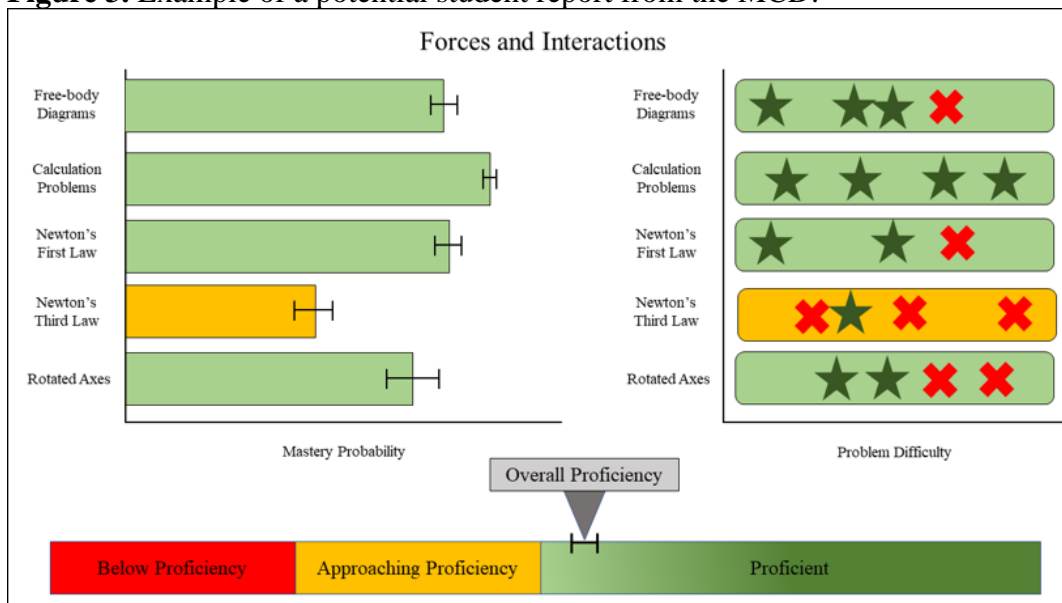 Figure 3. Example of a potential student report from the MCD.
Forces and Interactions
Free-body
Diagrams
Calculation
Problems
Newton's
First Law
Newton's
Third Law
Rotated Axes
Mastery Probability
Free-body
Diagrams
Calculation
Problems
Newton's
First Law
Newton's
Third Law
Rotated Axes
Problem Difficulty
Overall Proficiency
Below Proficiency
Approaching Proficiency
Proficient